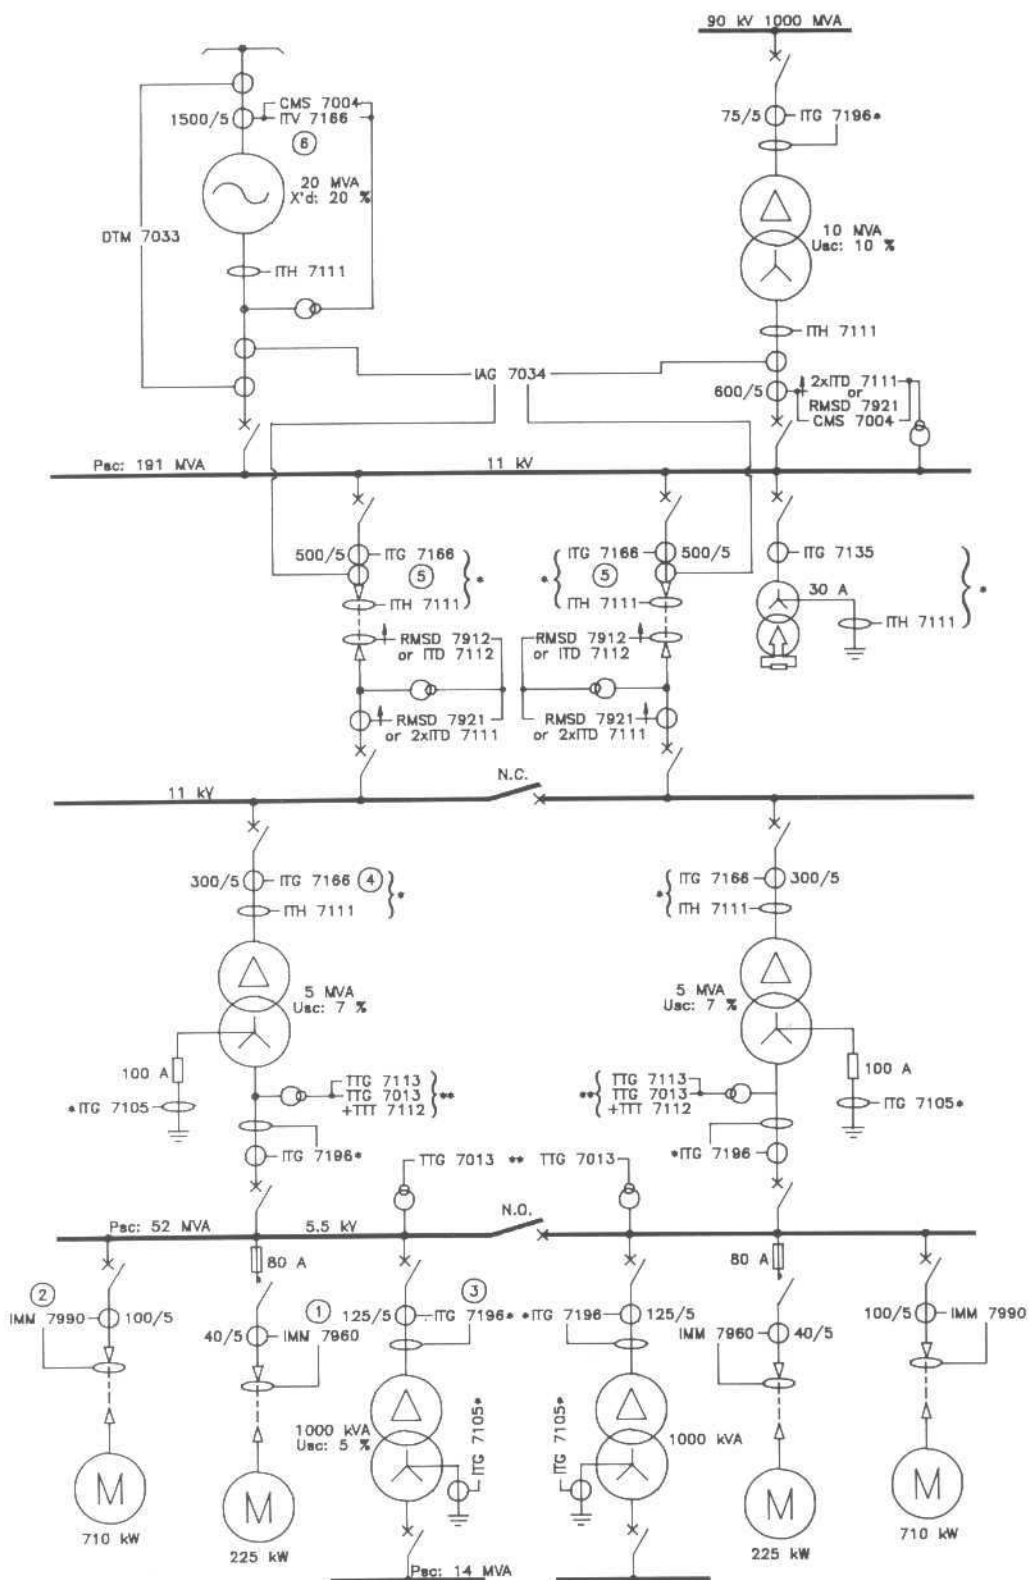 90 kV 1000 MVA
CMS 7004
1500/5 ITV 7166
6
75/5 ITG 7196*
20 MVA
X"d: 20 %
DTM 7033
10 MVA
Usc: 10 %
ITH 7111
ITH 7111
IAG 7034
600/5
2xITD 7111
or
RMSD 7921
CMS 7004
Psc: 191 MVA
11 kV
500/5 ITG 7166
5
*
ITH 7111
ITG 7166 500/5
* 5
ITH 7111
ITG 7135
30 A
ITH 7111
*
RMSD 7912
or ITD 7112
RMSD 7912
or ITD 7112
RMSD 7921
or 2xITD 7111
RMSD 7921
or 2xITD 7111
N.C.
11 kV
300/5 ITG 7166 4
*
ITH 7111
ITG 7166 300/5
*
ITH 7111
5 MVA
Usc: 7 %
5 MVA
Usc: 7 %
100 A
100 A
TTG 7113
TTG 7013 **
+TTT 7112
TTG 7113
** TTG 7013
+TTT 7112
*ITG 7105
ITG 7105*
ITG 7196*
*ITG 7196
TTG 7013 ** TTG 7013
N.O.
Psc: 52 MVA
5.5 kV
80 A
80 A
2
IMM 7990 100/5
1
40/5 IMM 7960
3
125/5 ITG 7196*
*ITG 7196 125/5
IMM 7960 40/5
100/5 IMM 7990
1000 kVA
Usc: 5 %
ITG 7105*
ITG 7105*
1000 kVA
M
710 kW
M
225 kW
M
225 kW
M
710 kW
Psc: 14 MVA